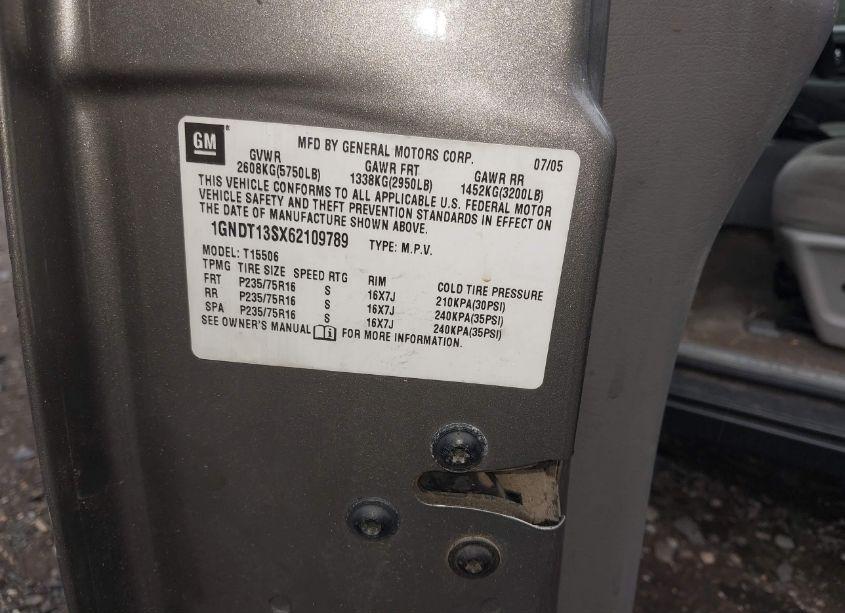 GM
MFD BY GENERAL MOTORS CORP. 07/05
GVWR GAWR FRT GAWR RR
2608KG(5750LB) 1338KG(2950LB) 1452KG(3200LB)
THIS VEHICLE CONFORMS TO ALL APPLICABLE U.S. FEDERAL MOTOR
VEHICLE SAFETY AND THEFT PREVENTION STANDARDS IN EFFECT ON
THE DATE OF MANUFACTURE SHOWN ABOVE.
1GNDT13SX62109789 TYPE: M.P.V.
MODEL: T15506
TPMG TIRE SIZE SPEED RTG RIM COLD TIRE PRESSURE
FRT P235/75R16 S 16X7J 210KPA(30PSI)
RR P235/75R16 S 16X7J 240KPA(35PSI)
SPA P235/75R16 S 16X7J 240KPA(35PSI)
SEE OWNER'S MANUAL FOR MORE INFORMATION.